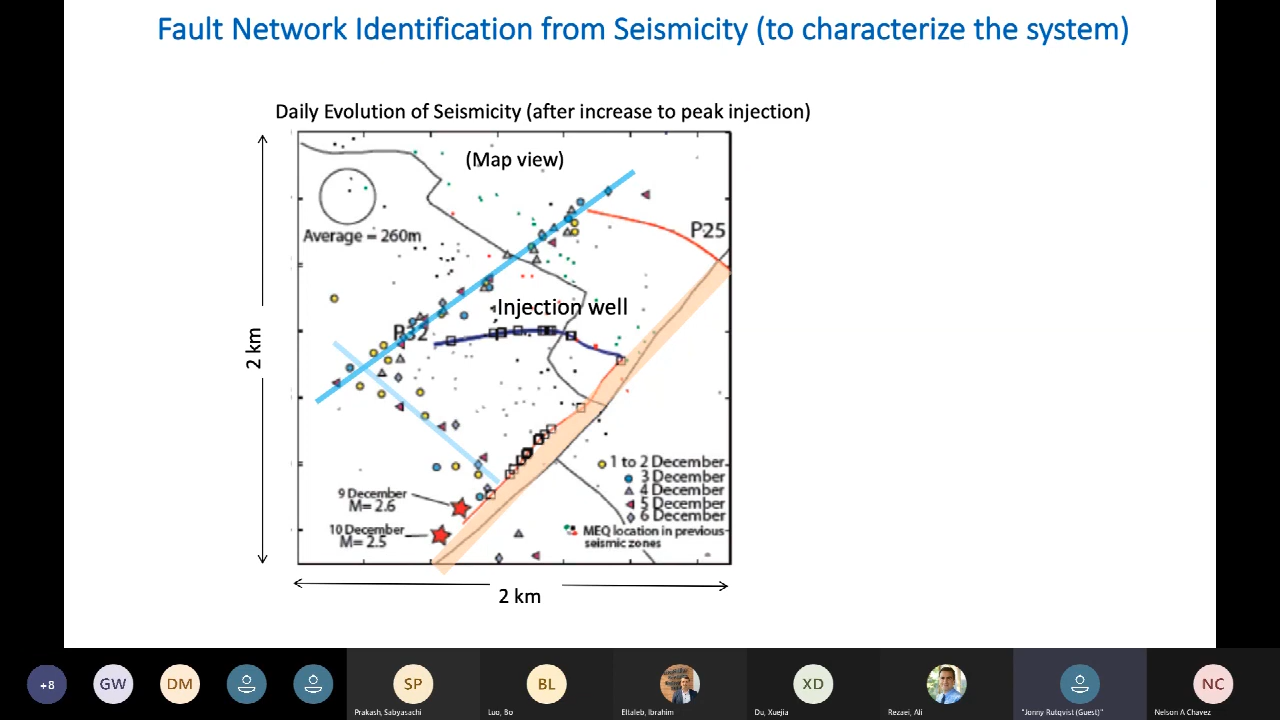 Fault Network Identification from Seismicity (to characterize the system)
Daily Evolution of Seismicity (after increase to peak injection)
(Map view)
P25
Average = 260m
Injection well
P32
2 km
1 to 2 December
3 December
4 December
5 December
6 December
9 December
M= 2.6
10 December
M= 2.5
MEQ location in previous
seismic zones
2 km
+8
GW
DM
SP
BL
XD
NC
Prakash, Sabyasachi
Luo, Bo
Eltaleb, Ibrahim
Du, Xuejia
Rezaei, Ali
"Jonny Rutqvist (Guest)"
Nelson A Chavez